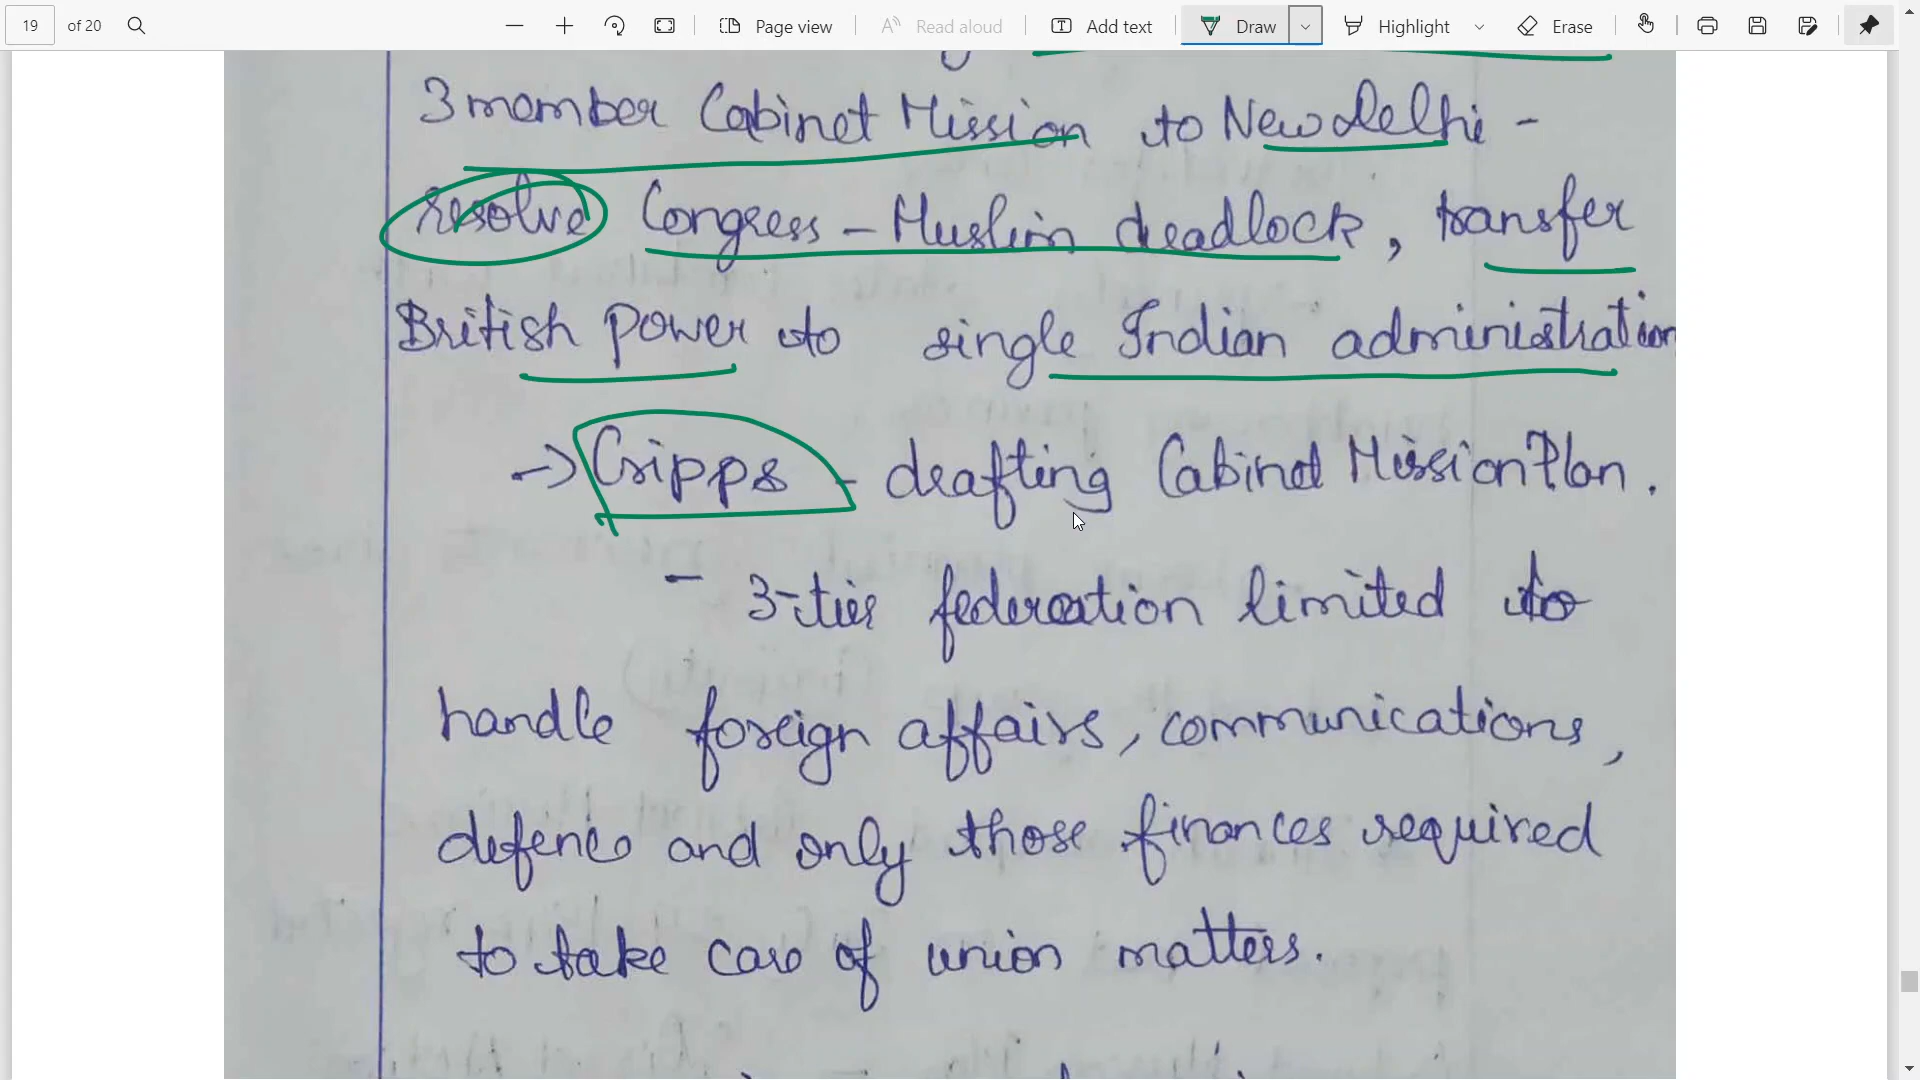 19 of 20 Page view Read aloud Add text Draw Highlight Erase
3 member Cabinet Mission to New Delhi -
resolve Congress - Muslim deadlock, transfer
British power to single Indian administration
→ Cripps - drafting Cabinet Mission Plan.
- 3-tier federation limited to
handle foreign affairs, communications,
defence and only those finances required
to take care of union matters.